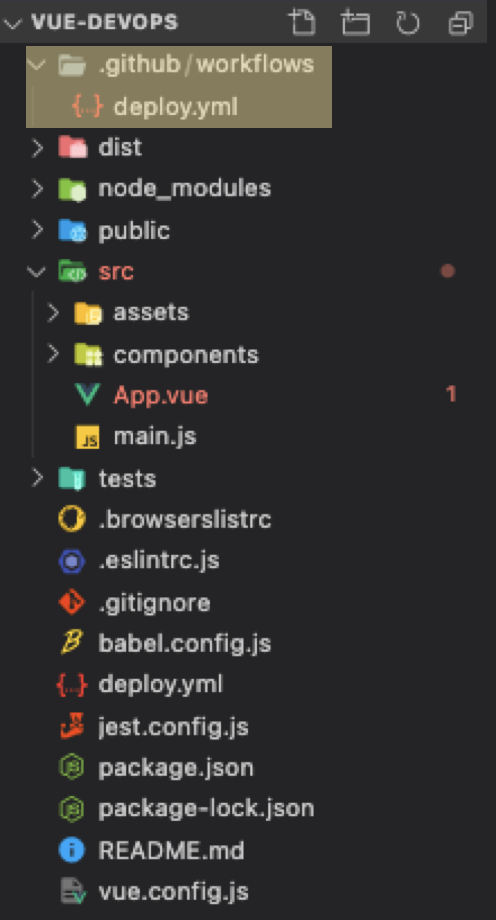 VUE-DEVOPS
.github/workflows
deploy.yml
dist
node_modules
public
src
assets
components
App.vue 1
main.js
tests
.browserslistrc
.eslintrc.js
.gitignore
babel.config.js
deploy.yml
jest.config.js
package.json
package-lock.json
README.md
vue.config.js